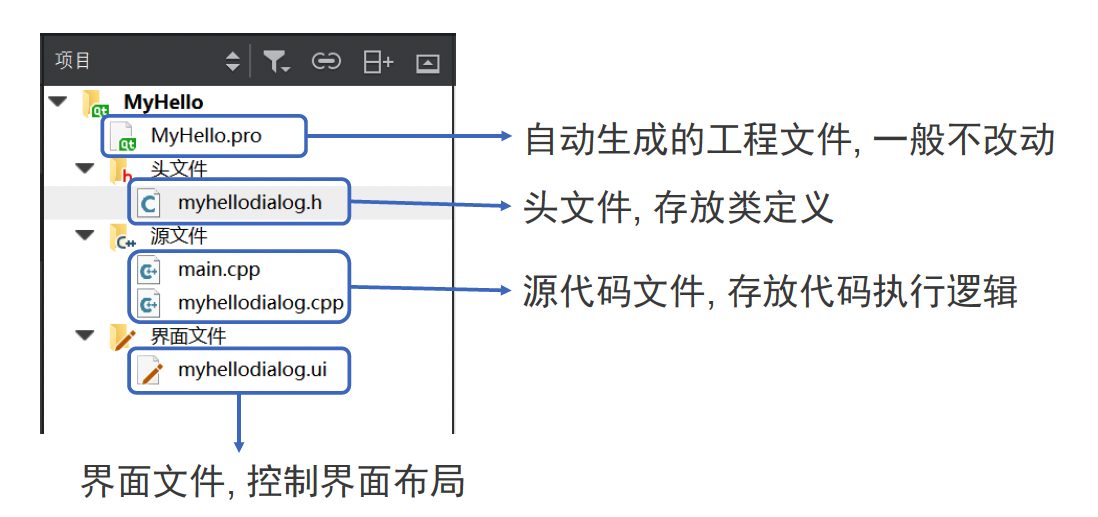 项目
MyHello
MyHello.pro
自动生成的工程文件, 一般不改动
头文件
myhellodialog.h
头文件, 存放类定义
源文件
main.cpp
myhellodialog.cpp
源代码文件, 存放代码执行逻辑
界面文件
myhellodialog.ui
界面文件, 控制界面布局